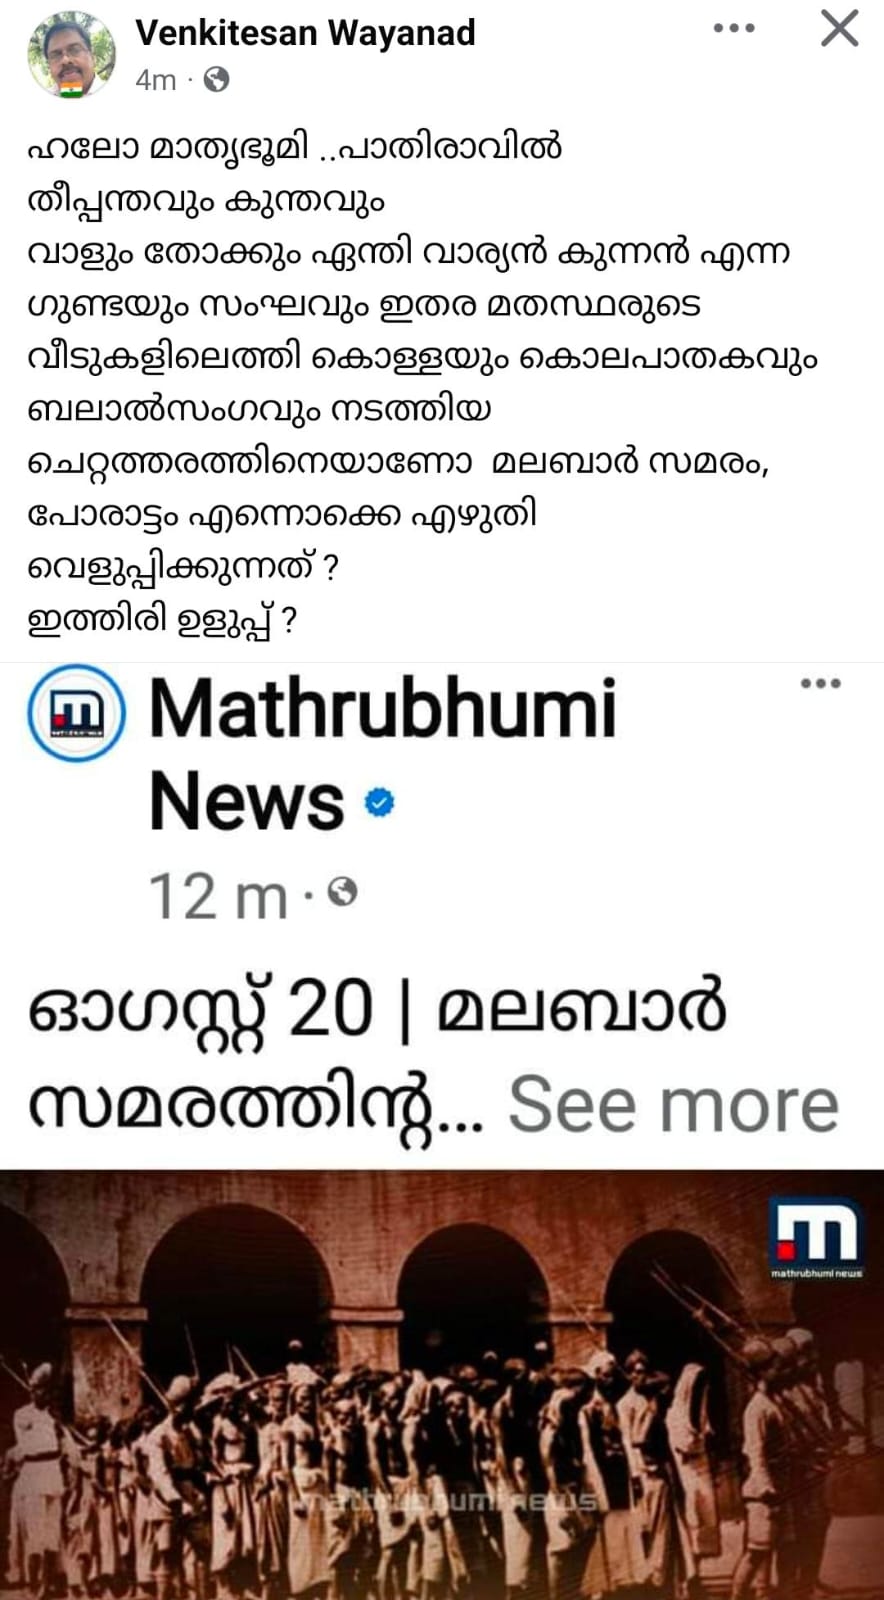 Venkitesan Wayanad
4m ·
ഹലോ മാതൃഭൂമി ..പാതിരാവിൽ
തീപ്പന്തവും കുന്തവും
വാളും തോക്കും ഏന്തി വാര്യൻ കുന്നൻ എന്ന
ഗുണ്ടയും സംഘവും ഇതര മതസ്ഥരുടെ
വീടുകളിലെത്തി കൊള്ളയും കൊലപാതകവും
ബലാൽസംഗവും നടത്തിയ
ചെറ്റത്തരത്തിനെയാണോ മലബാർ സമരം,
പോരാട്ടം എന്നൊക്കെ എഴുതി
വെളുപ്പിക്കുന്നത് ?
ഇത്തിരി ഉളുപ്പ് ?
Mathrubhumi
News
12 m ·
ഓഗസ്റ്റ് 20 | മലബാർ
സമരത്തിന്റ... See more
mathrubhumi news
mathrubhumi news